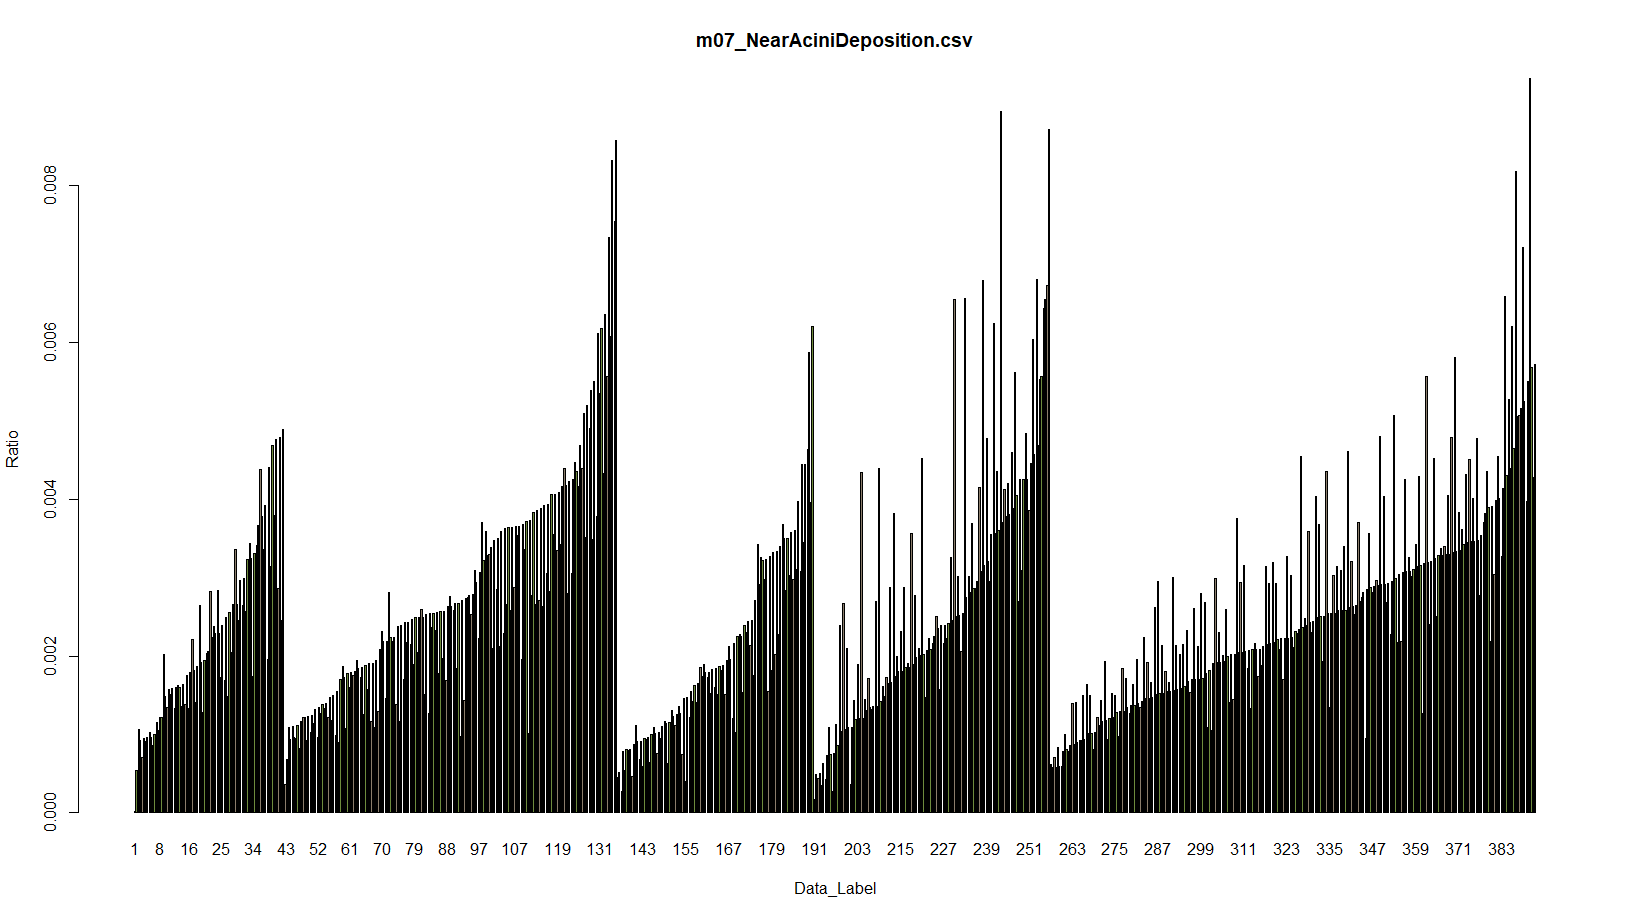 m07_NearAciniDeposition.csv
0.008
0.006
0.004
0.002
0.000
Ratio
1 8 16 25 34 43 52 61 70 79 88 97 107 119 131 143 155 167 179 191 203 215 227 239 251 263 275 287 299 311 323 335 347 359 371 383
Data_Label